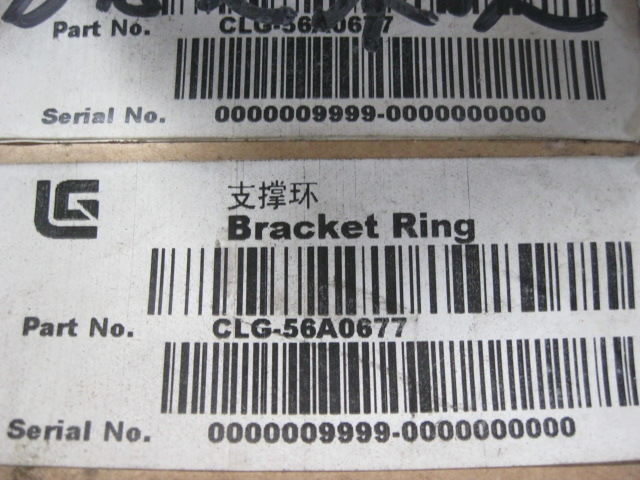 Part No. CLG-56A0677
Serial No. 0000009999-0000000000
LG
支撑环
Bracket Ring
Part No. CLG-56A0677
Serial No. 0000009999-0000000000